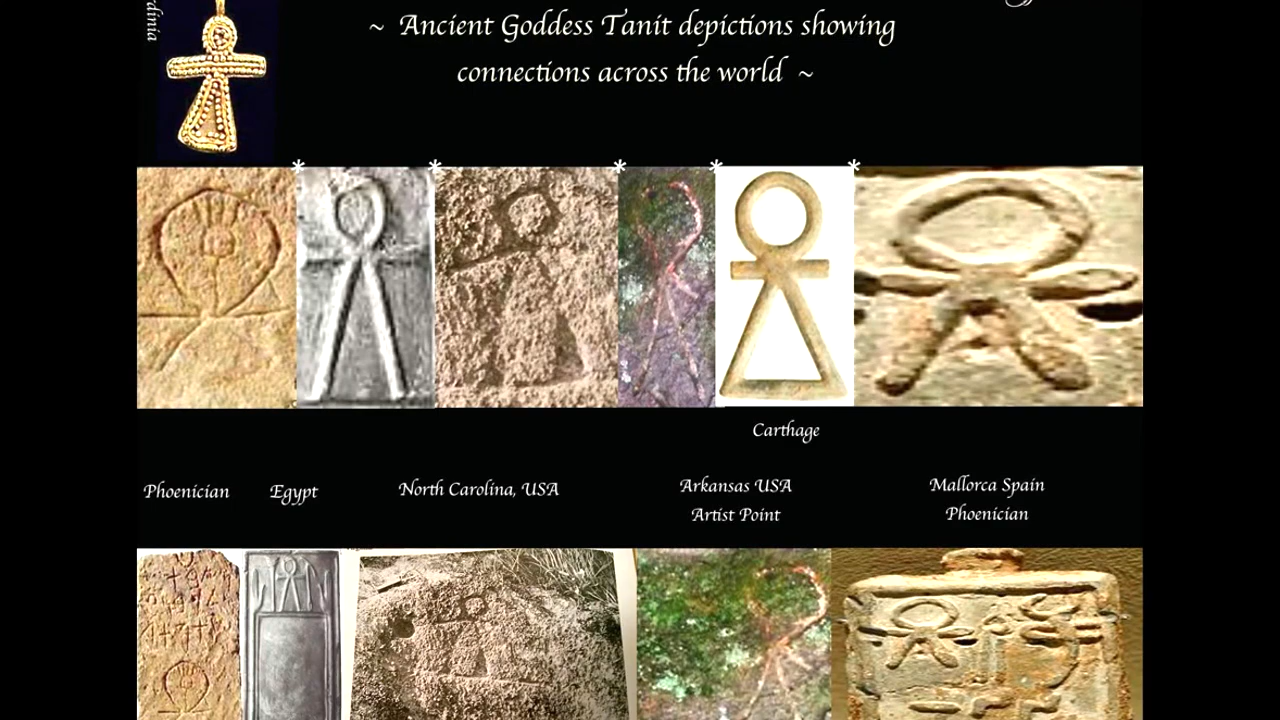 rdinia
~ Ancient Goddess Tanit depictions showing
connections across the world ~
*
*
*
*
*
Carthage
Phoenician
Egypt
North Carolina, USA
Arkansas USA
Artist Point
Mallorca Spain
Phoenician